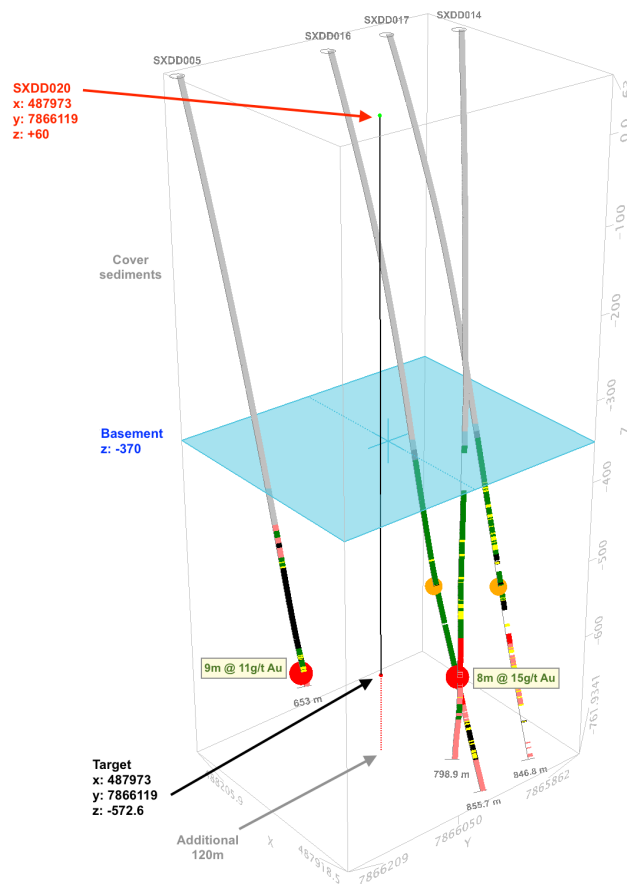 SXDD014
SXDD017
SXDD016
SXDD005
SXDD020
x: 487973
y: 7866119
z: +60
0.0
-100
Cover
sediments
-200
-300
Basement
z: -370
-400
-500
-600
9m @ 11g/t Au
8m @ 15g/t Au
653 m
-761.9341
Target
x: 487973
y: 7866119
z: -572.6
798.9 m
846.8 m
855.7 m
7865862
Additional
120m
X
487918.5
7866050
Y
7866209